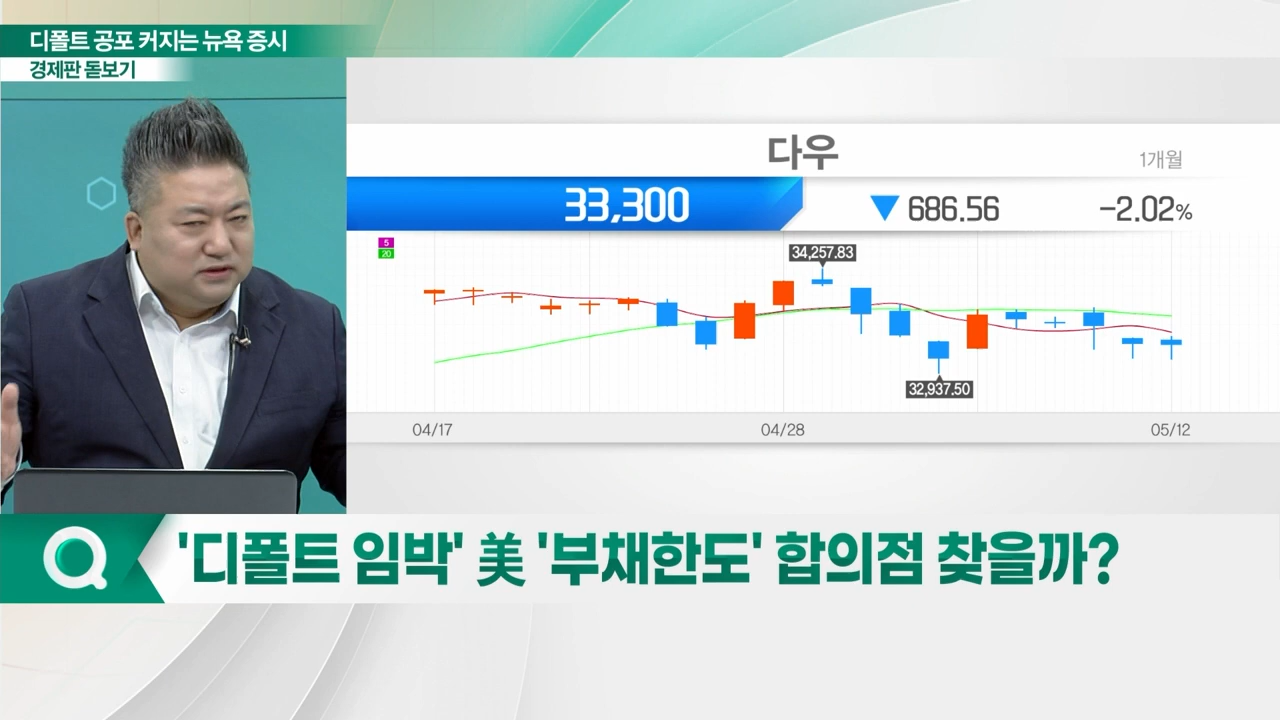 디폴트 공포 커지는 뉴욕 증시
경제판 돋보기
다우
1개월
33,300
▼ 686.56
-2.02%
5
20
34,257.83
32,937.50
04/17
04/28
05/12
'디폴트 임박' 美 '부채한도' 합의점 찾을까?